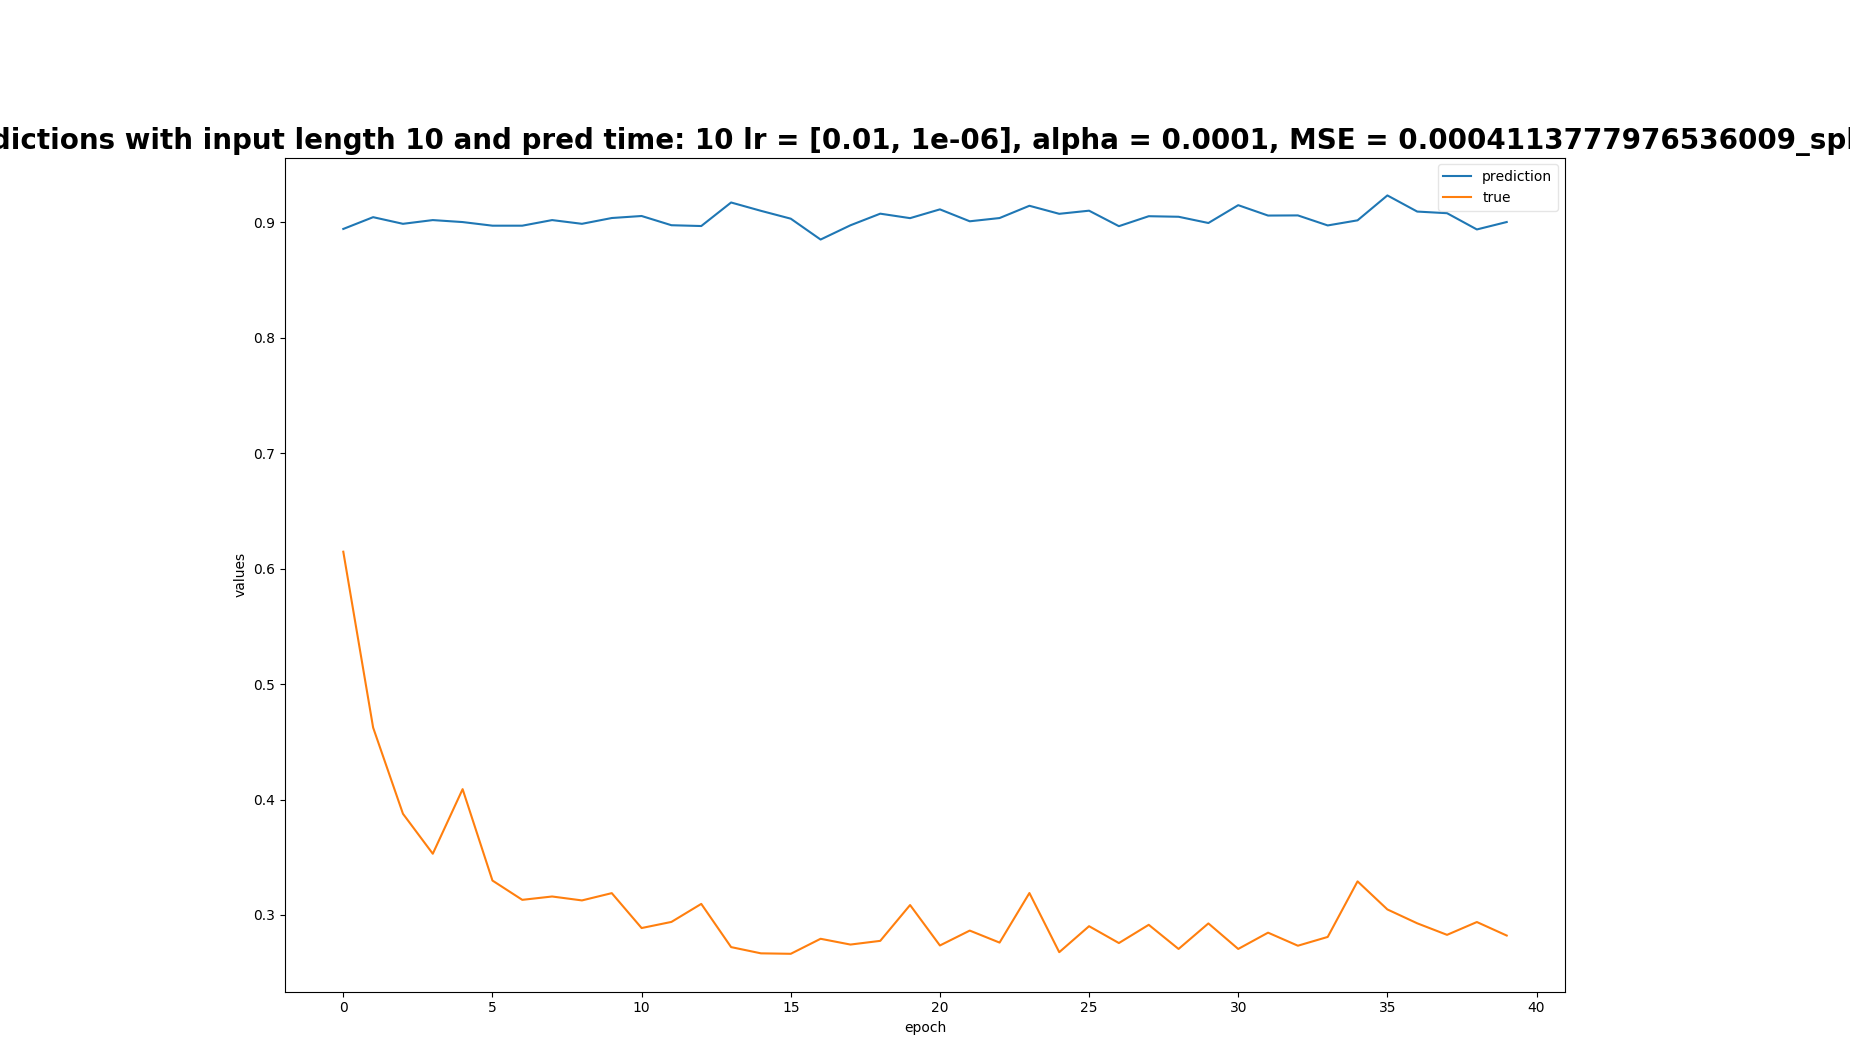 dictions with input length 10 and pred time: 10 lr = [0.01, 1e-06], alpha = 0.0001, MSE = 0.0004113777976536009_spl
prediction
true
0.9
0.8
0.7
0.6
0.5
0.4
0.3
values
0 5 10 15 20 25 30 35 40
epoch